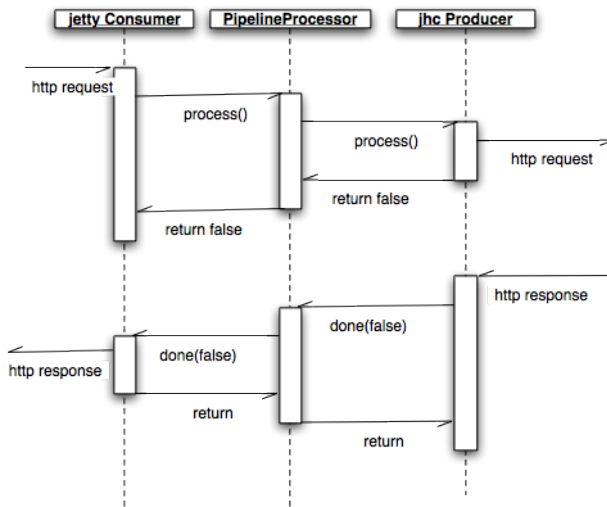 jetty Consumer
PipelineProcessor
jhc Producer
http request
process()
process()
http request
return false
return false
http response
done(false)
done(false)
http response
return
return